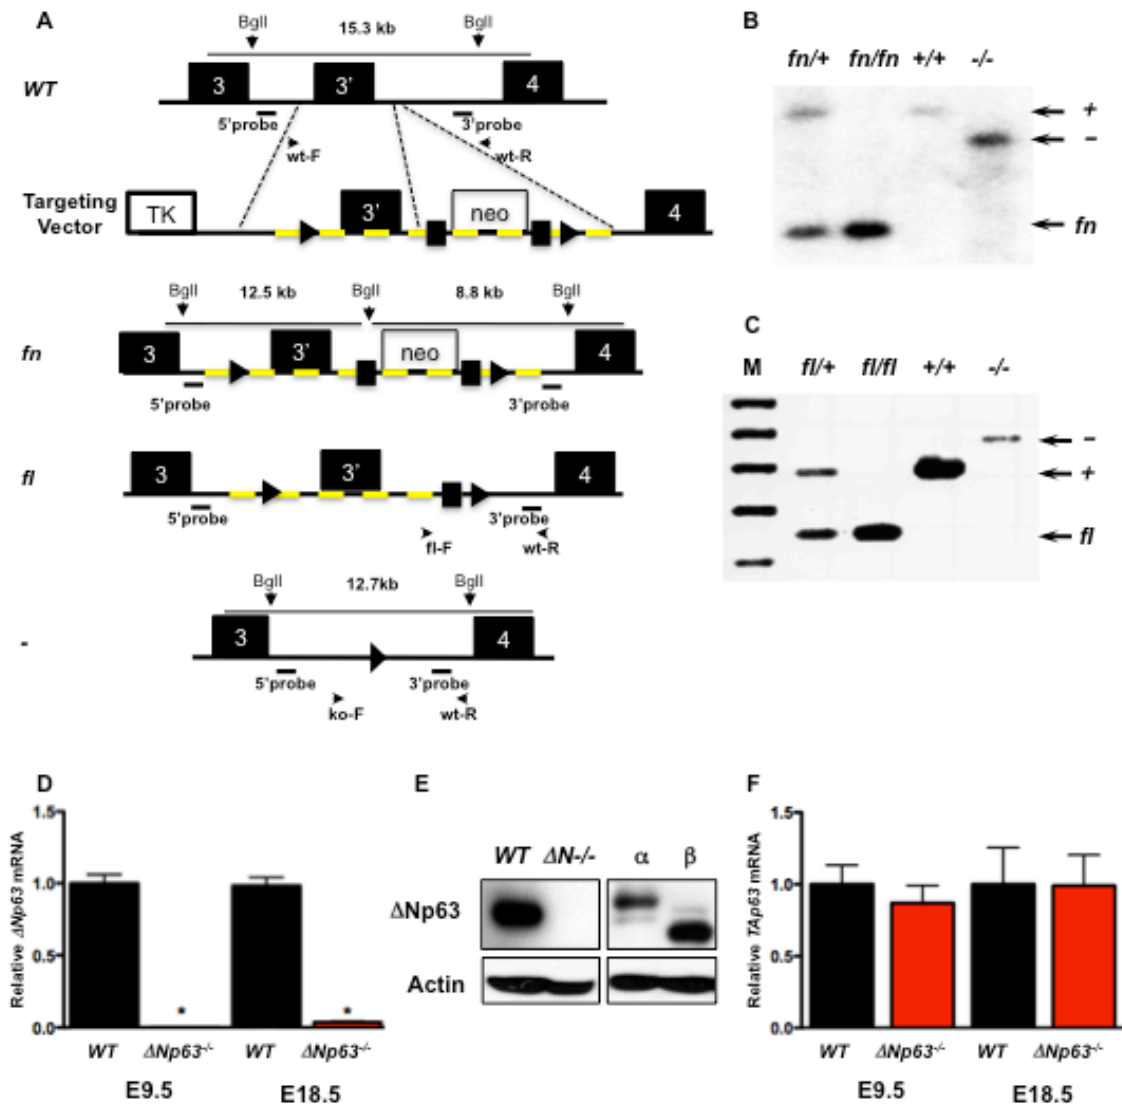 A
BglI 15.3 kb BglI
WT 3 3' 4
5'probe 3'probe
wt-F wt-R
Targeting
Vector
TK 3' neo 4
BglI 12.5 kb BglI 8.8 kb BglI
fn 3 3' neo 4
5'probe 3'probe
fl 3 3' 4
5'probe 3'probe
fl-F wt-R
BglI 12.7kb BglI
- 3 4
5'probe 3'probe
ko-F wt-R
B
fn/+ fn/fn +/+ -/-
+
–
fn
C
M fl/+ fl/fl +/+ -/-
–
+
fl
D
Relative ΔNp63 mRNA
1.5
1.0
0.5
0.0
* *
WT ΔNp63-/- WT ΔNp63-/-
E9.5 E18.5
E
WT ΔN-/- α β
ΔNp63
Actin
F
Relative TAp63 mRNA
1.5
1.0
0.5
0.0
WT ΔNp63-/- WT ΔNp63-/-
E9.5 E18.5